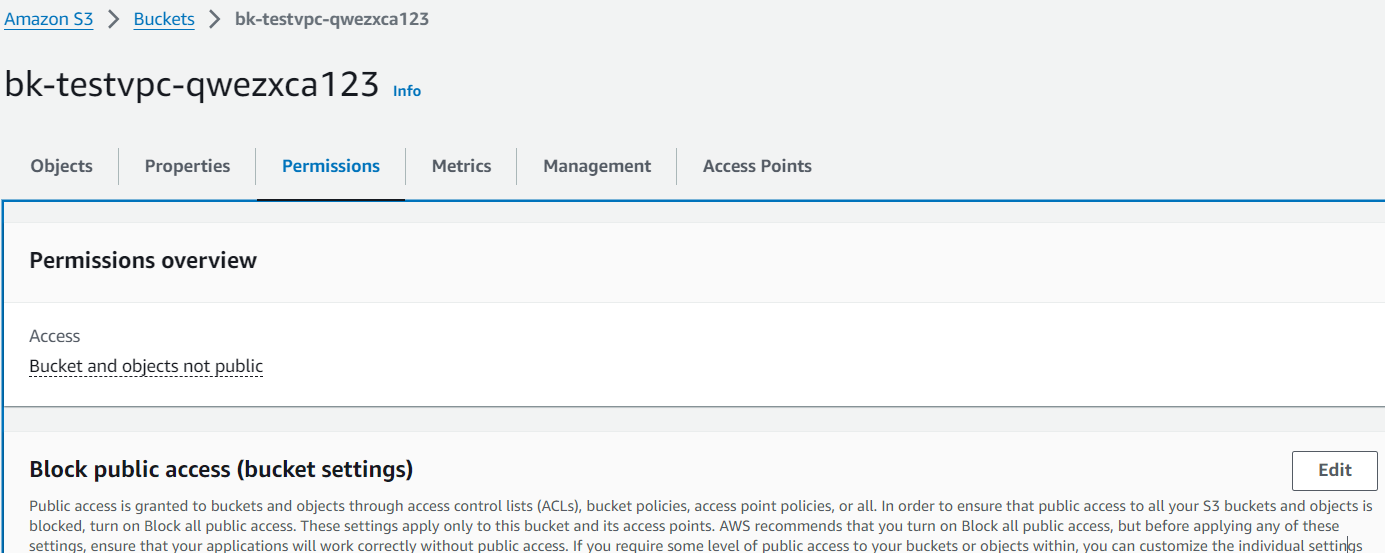 Amazon S3 > Buckets > bk-testvpc-qwezxca123
bk-testvpc-qwezxca123 Info
Objects Properties Permissions Metrics Management Access Points
Permissions overview
Access
Bucket and objects not public
Block public access (bucket settings) Edit
Public access is granted to buckets and objects through access control lists (ACLs), bucket policies, access point policies, or all. In order to ensure that public access to all your S3 buckets and objects is
blocked, turn on Block all public access. These settings apply only to this bucket and its access points. AWS recommends that you turn on Block all public access, but before applying any of these
settings, ensure that your applications will work correctly without public access. If you require some level of public access to your buckets or objects within, you can customize the individual settings